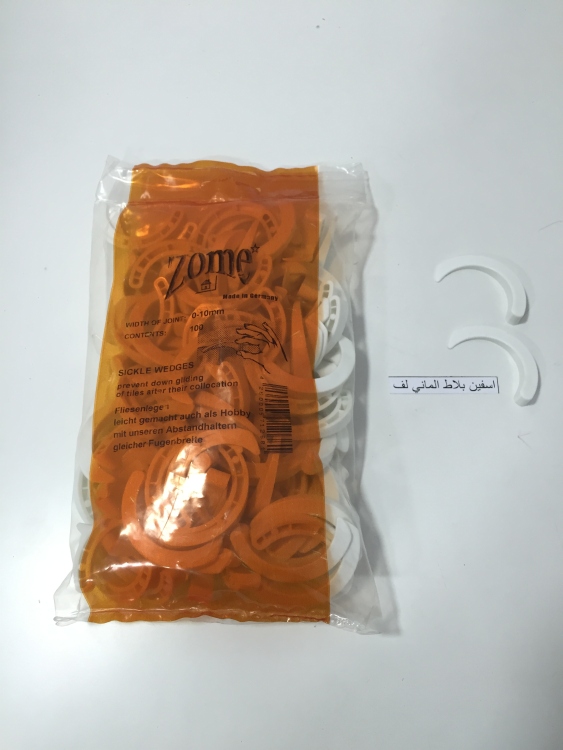 zome
Made in Germany
WIDTH OF JOINT: 0-10mm
CONTENTS: 100
SICKLE WEDGES
prevent down gliding
of tiles after their collocation
Fliesenlegen
leicht gemacht auch als Hobby
mit unseren Abstandhaltern
gleicher Fugenbreite
اسفين بلاط الماني لف